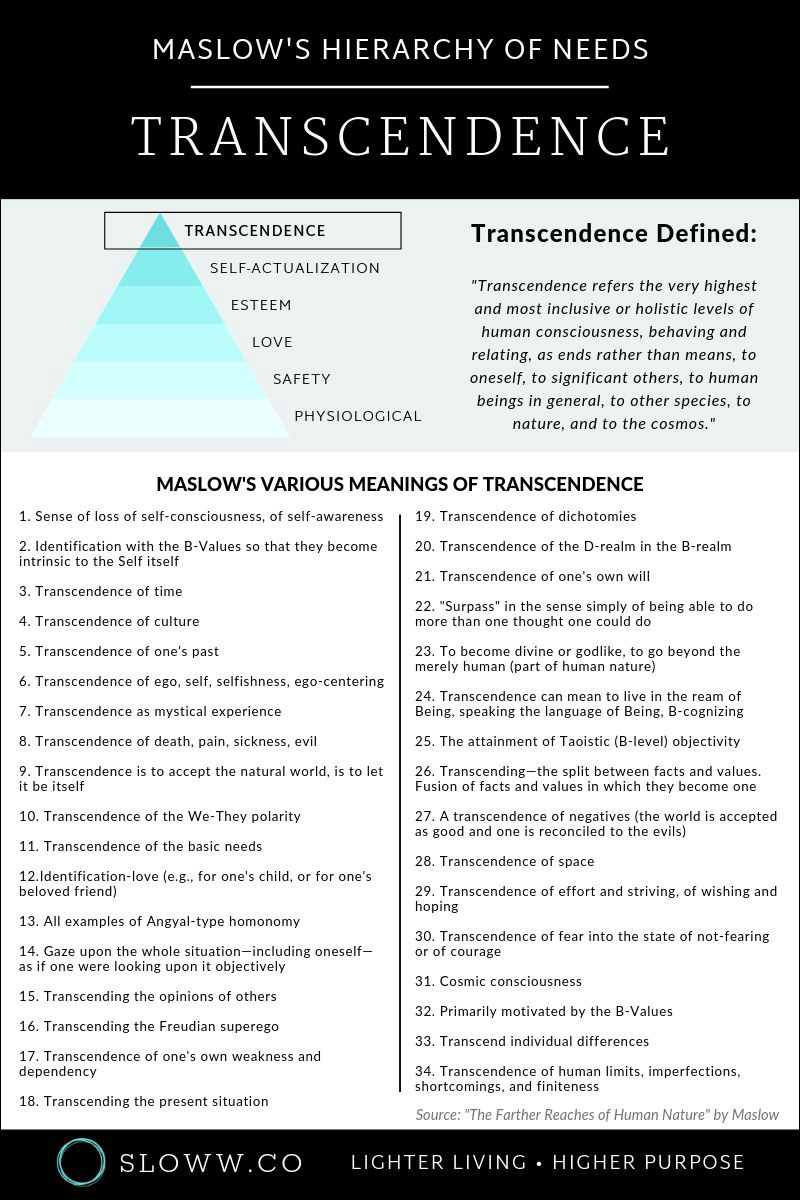 MASLOW'S HIERARCHY OF NEEDS
TRANSCENDENCE
TRANSCENDENCE
SELF-ACTUALIZATION
ESTEEM
LOVE
SAFETY
PHYSIOLOGICAL
Transcendence Defined:
"Transcendence refers the very highest
and most inclusive or holistic levels of
human consciousness, behaving and
relating, as ends rather than means, to
oneself, to significant others, to human
beings in general, to other species, to
nature, and to the cosmos."
MASLOW'S VARIOUS MEANINGS OF TRANSCENDENCE
1. Sense of loss of self-consciousness, of self-awareness
2. Identification with the B-Values so that they become
intrinsic to the Self itself
3. Transcendence of time
4. Transcendence of culture
5. Transcendence of one's past
6. Transcendence of ego, self, selfishness, ego-centering
7. Transcendence as mystical experience
8. Transcendence of death, pain, sickness, evil
9. Transcendence is to accept the natural world, is to let
it be itself
10. Transcendence of the We-They polarity
11. Transcendence of the basic needs
12.Identification-love (e.g., for one's child, or for one's
beloved friend)
13. All examples of Angyal-type homonomy
14. Gaze upon the whole situation—including oneself—
as if one were looking upon it objectively
15. Transcending the opinions of others
16. Transcending the Freudian superego
17. Transcendence of one's own weakness and
dependency
18. Transcending the present situation
19. Transcendence of dichotomies
20. Transcendence of the D-realm in the B-realm
21. Transcendence of one's own will
22. "Surpass" in the sense simply of being able to do
more than one thought one could do
23. To become divine or godlike, to go beyond the
merely human (part of human nature)
24. Transcendence can mean to live in the ream of
Being, speaking the language of Being, B-cognizing
25. The attainment of Taoistic (B-level) objectivity
26. Transcending—the split between facts and values.
Fusion of facts and values in which they become one
27. A transcendence of negatives (the world is accepted
as good and one is reconciled to the evils)
28. Transcendence of space
29. Transcendence of effort and striving, of wishing and
hoping
30. Transcendence of fear into the state of not-fearing
or of courage
31. Cosmic consciousness
32. Primarily motivated by the B-Values
33. Transcend individual differences
34. Transcendence of human limits, imperfections,
shortcomings, and finiteness
Source: "The Farther Reaches of Human Nature" by Maslow
SLOWW.CO
LIGHTER LIVING • HIGHER PURPOSE